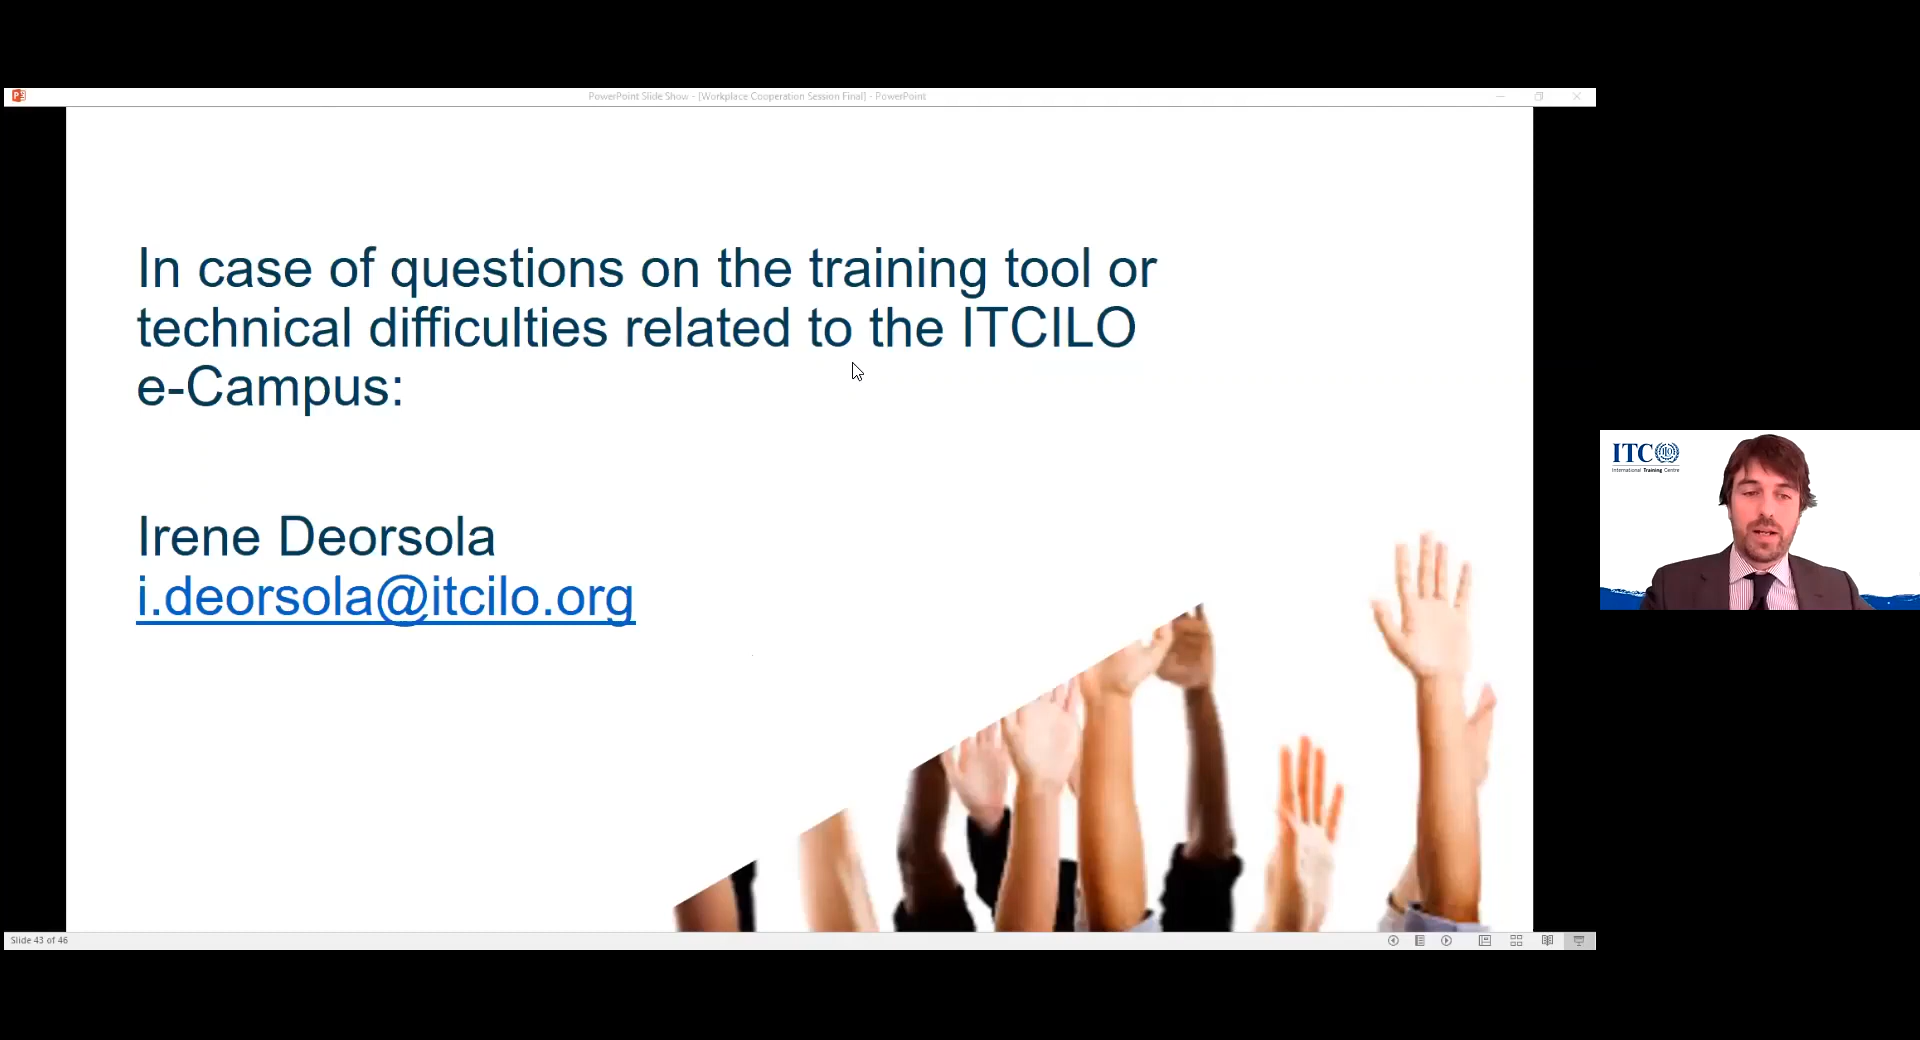 PowerPoint Slide Show - [Workplace Cooperation Session Final] - PowerPoint
In case of questions on the training tool or
technical difficulties related to the ITCILO
e-Campus:
Irene Deorsola
i.deorsola@itcilo.org
ITC
International Training Centre
Slide 43 of 46